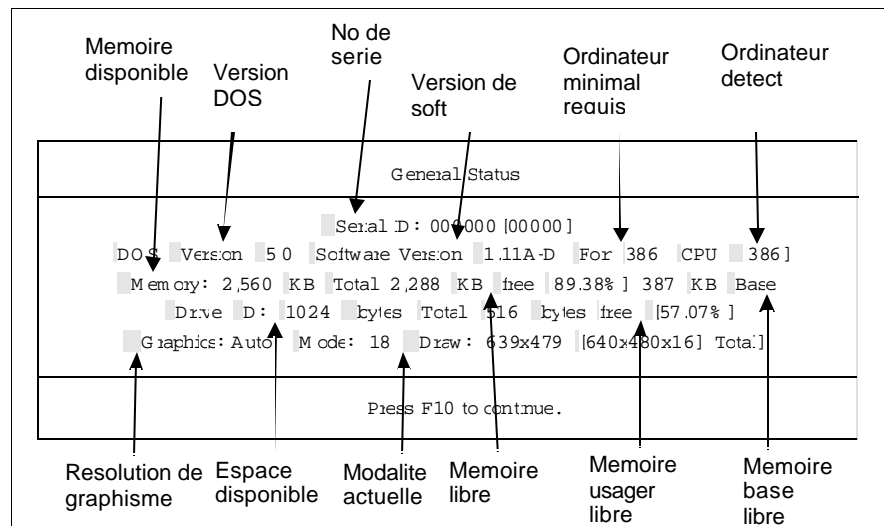 Memoire
disponible
Version
DOS
No de
serie
Version de
soft
Ordinateur
minimal
requis
Ordinateur
detect
General Status
Serial ID: 000000 [00000]
DOS Version 5 0 Software Version 1.11A-D For 386 CPU 386]
Memory: 2,560 KB Total 2,288 KB free 89.38%] 387 KB Base
Drive D: 1024 bytes Total 516 bytes free [57.07%]
Graphics: Auto Mode: 18 Draw: 639x479 [640x480x16] Total]
Press F10 to continue.
Resolution de
graphisme
Espace
disponible
Modalite
actuelle
Memoire
libre
Memoire
usager
libre
Memoire
base
libre